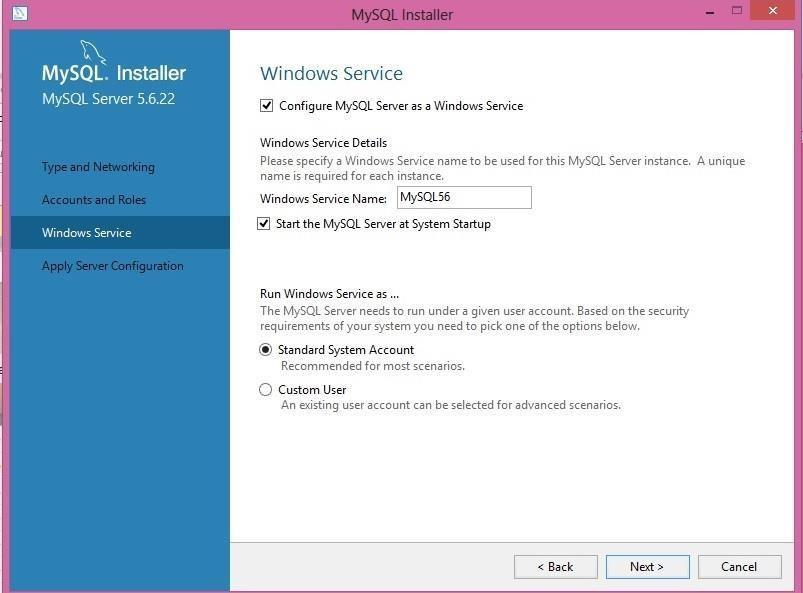 MySQL Installer
MySQL. Installer
MySQL Server 5.6.22
Type and Networking
Accounts and Roles
Windows Service
Apply Server Configuration
Windows Service
Configure MySQL Server as a Windows Service
Windows Service Details
Please specify a Windows Service name to be used for this MySQL Server instance. A unique
name is required for each instance.
Windows Service Name: MySQL56
Start the MySQL Server at System Startup
Run Windows Service as ...
The MySQL Server needs to run under a given user account. Based on the security
requirements of your system you need to pick one of the options below.
Standard System Account
Recommended for most scenarios.
Custom User
An existing user account can be selected for advanced scenarios.
< Back Next > Cancel